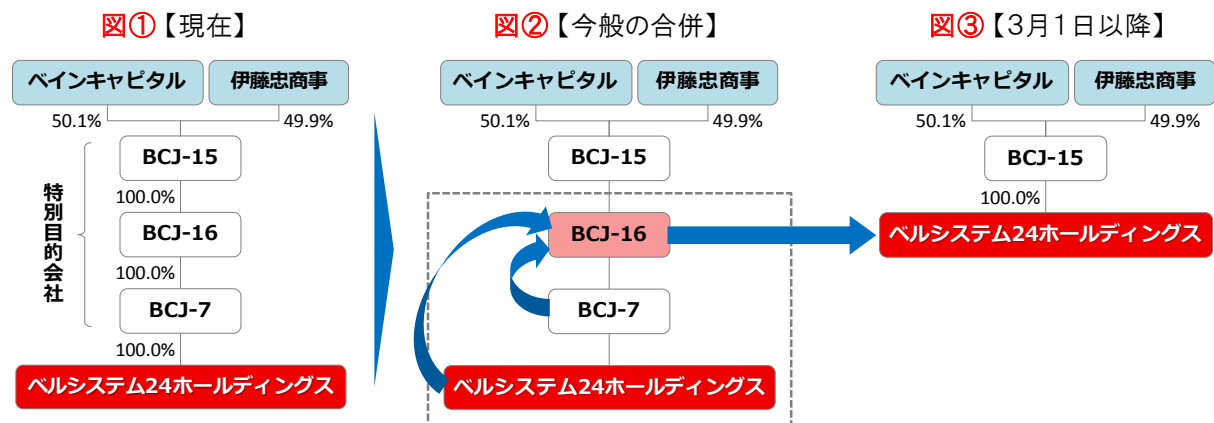 図①【現在】
ベインキャピタル
伊藤忠商事
50.1%
49.9%
BCJ-15
100.0%
BCJ-16
100.0%
BCJ-7
100.0%
ベルシステム24ホールディングス
特別目的会社
図②【今般の合併】
ベインキャピタル
伊藤忠商事
50.1%
49.9%
BCJ-15
BCJ-16
BCJ-7
ベルシステム24ホールディングス
図③【3月1日以降】
ベインキャピタル
伊藤忠商事
50.1%
49.9%
BCJ-15
100.0%
ベルシステム24ホールディングス